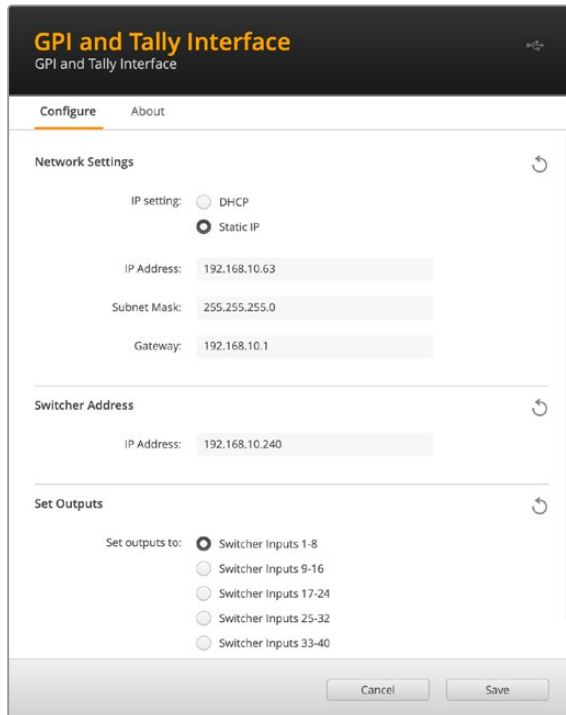 GPI and Tally Interface
GPI and Tally Interface
Configure About
Network Settings
IP setting: DHCP
Static IP
IP Address: 192.168.10.63
Subnet Mask: 255.255.255.0
Gateway: 192.168.10.1
Switcher Address
IP Address: 192.168.10.240
Set Outputs
Set outputs to: Switcher Inputs 1-8
Switcher Inputs 9-16
Switcher Inputs 17-24
Switcher Inputs 25-32
Switcher Inputs 33-40
Cancel Save